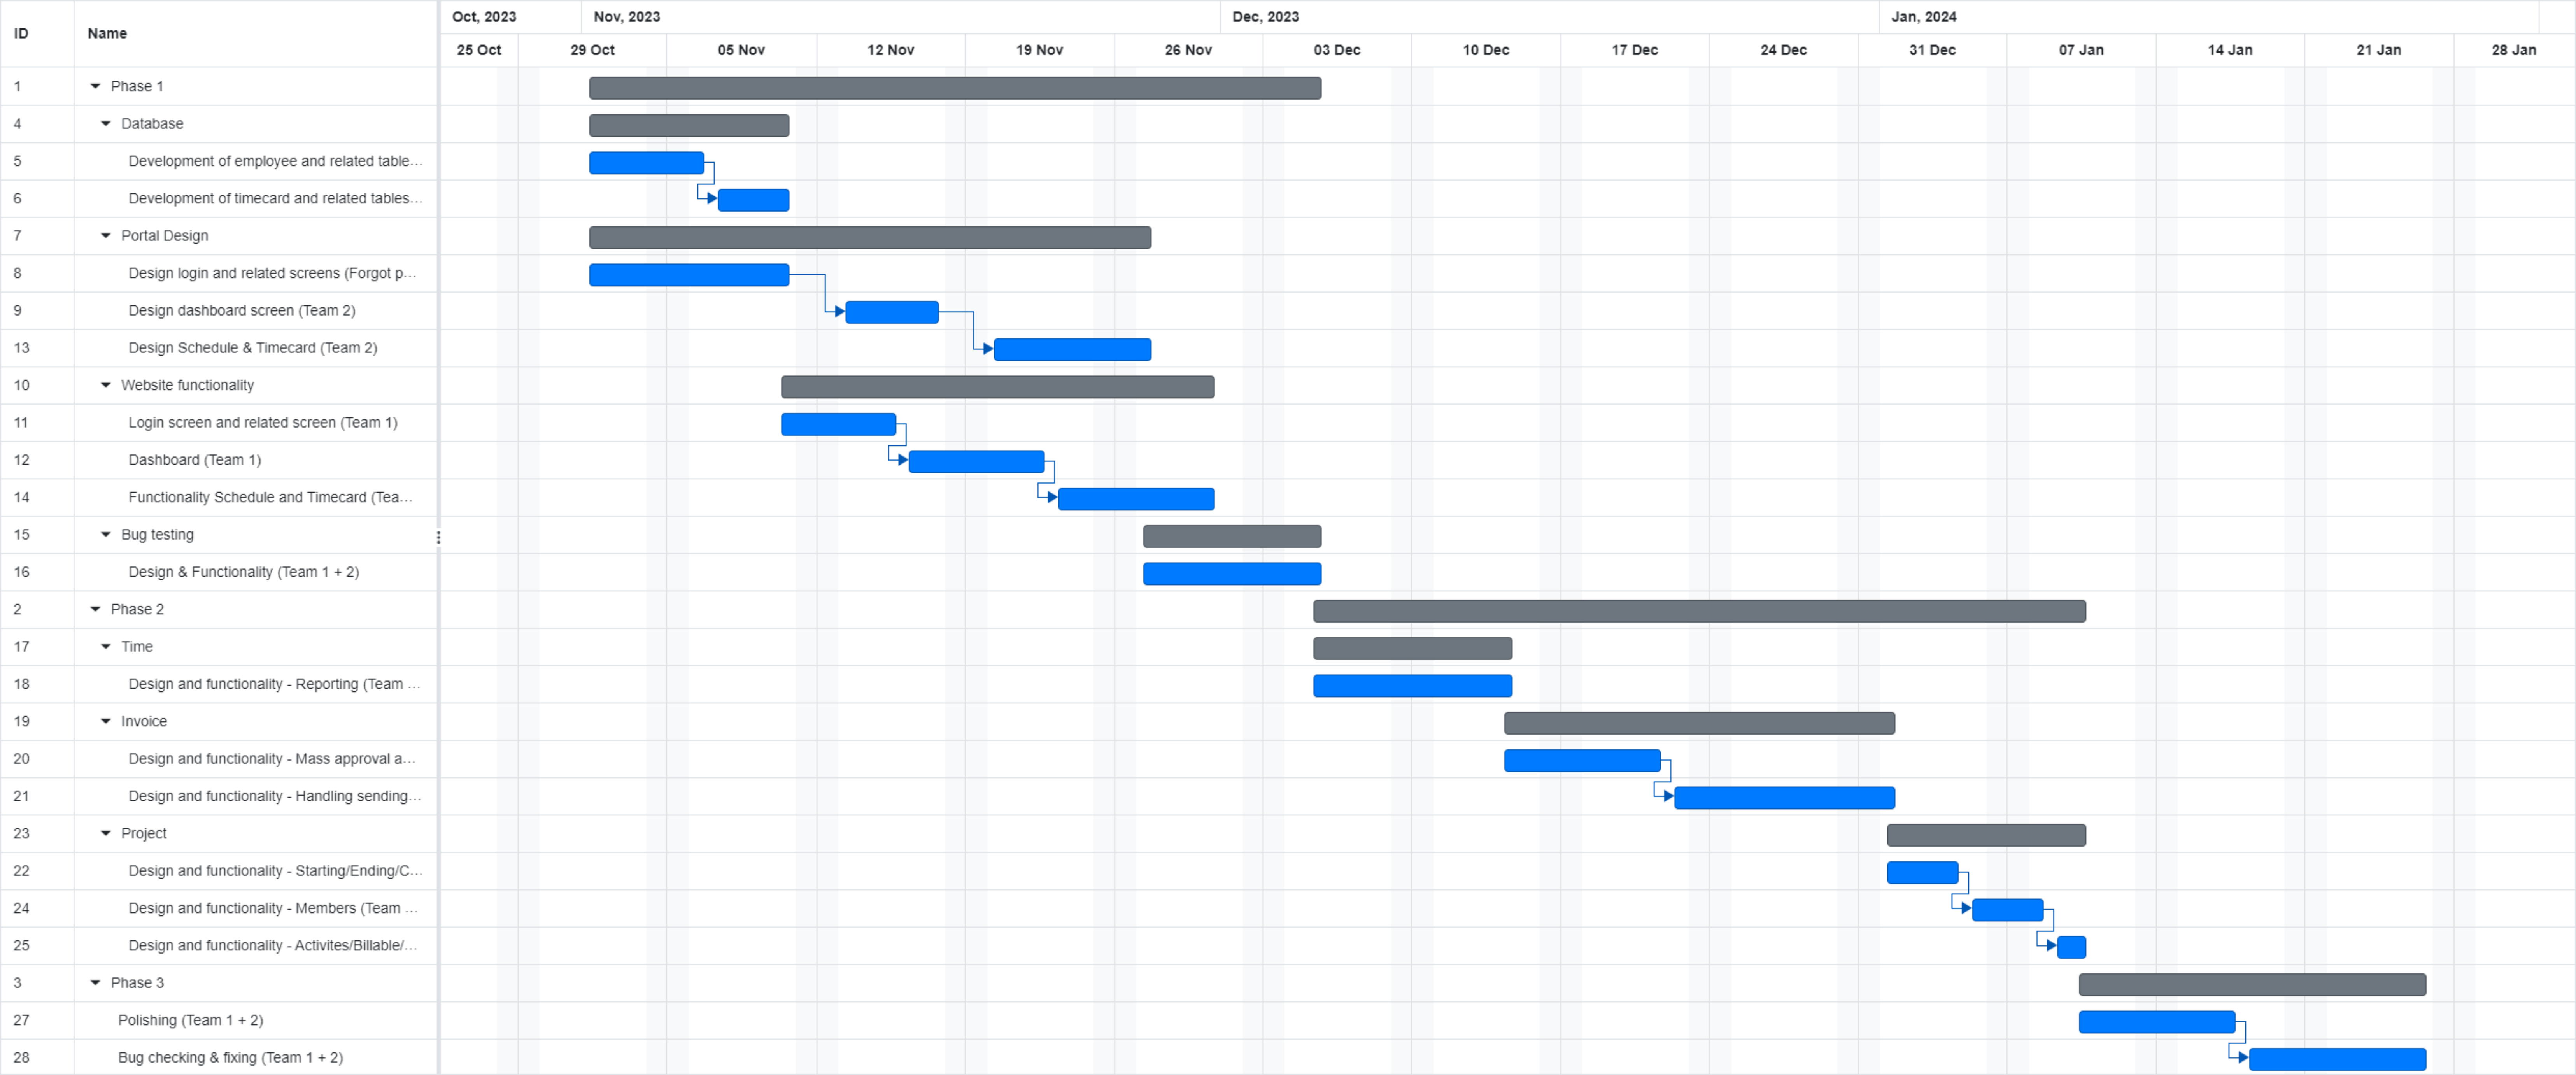 Oct, 2023 Nov, 2023 Dec, 2023 Jan, 2024
ID Name
25 Oct 29 Oct 05 Nov 12 Nov 19 Nov 26 Nov 03 Dec 10 Dec 17 Dec 24 Dec 31 Dec 07 Jan 14 Jan 21 Jan 28 Jan
1 Phase 1
4 Database
5 Development of employee and related table...
6 Development of timecard and related tables...
7 Portal Design
8 Design login and related screens (Forgot p...
9 Design dashboard screen (Team 2)
13 Design Schedule & Timecard (Team 2)
10 Website functionality
11 Login screen and related screen (Team 1)
12 Dashboard (Team 1)
14 Functionality Schedule and Timecard (Tea...
15 Bug testing
16 Design & Functionality (Team 1 + 2)
2 Phase 2
17 Time
18 Design and functionality - Reporting (Team ...
19 Invoice
20 Design and functionality - Mass approval a...
21 Design and functionality - Handling sending...
23 Project
22 Design and functionality - Starting/Ending/C...
24 Design and functionality - Members (Team ...
25 Design and functionality - Activites/Billable/...
3 Phase 3
27 Polishing (Team 1 + 2)
28 Bug checking & fixing (Team 1 + 2)